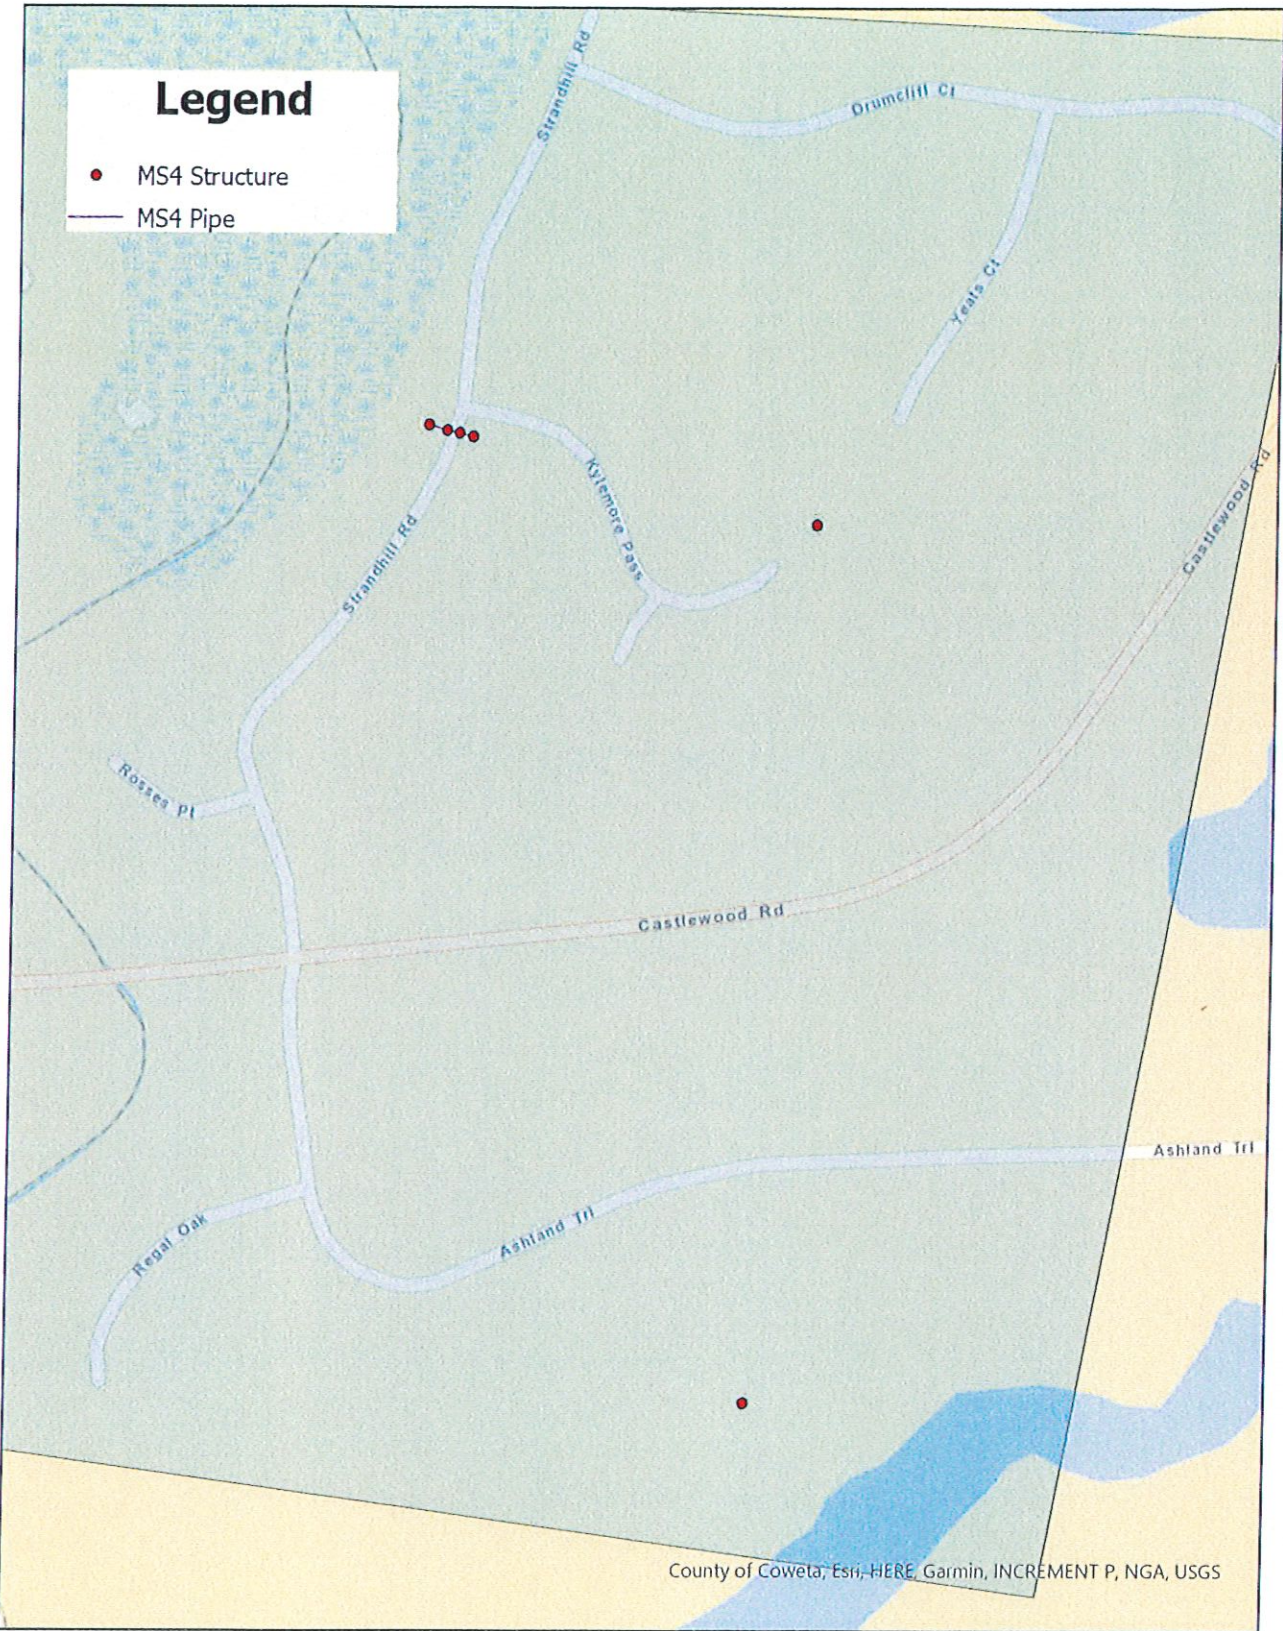 Legend
MS4 Structure
MS4 Pipe
Strandhill Rd
Drumcliff Ct
Yeats Ct
Kylemore Pass
Castlewood Rd
Strandhill Rd
Rosses Pt
Castlewood Rd
Ashland Trl
Regal Oak
Ashland Trl
County of Coweta, Esri, HERE, Garmin, INCREMENT P, NGA, USGS